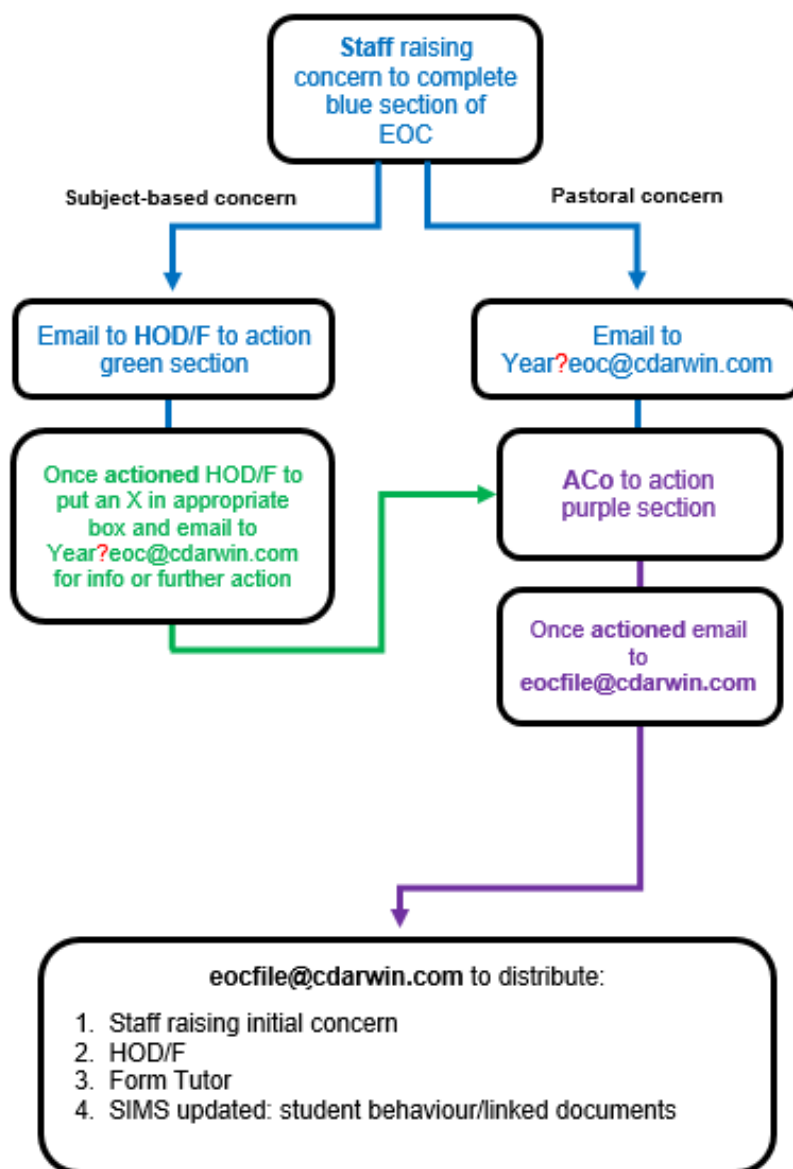 Staff raising
concern to complete
blue section of
EOC
Subject-based concern
Pastoral concern
Email to HOD/F to action
green section
Email to
Year?eoc@cdarwin.com
Once actioned HOD/F to
put an X in appropriate
box and email to
Year?eoc@cdarwin.com
for info or further action
ACo to action
purple section
Once actioned email
to
eocfile@cdarwin.com
eocfile@cdarwin.com to distribute:
1. Staff raising initial concern
2. HOD/F
3. Form Tutor
4. SIMS updated: student behaviour/linked documents